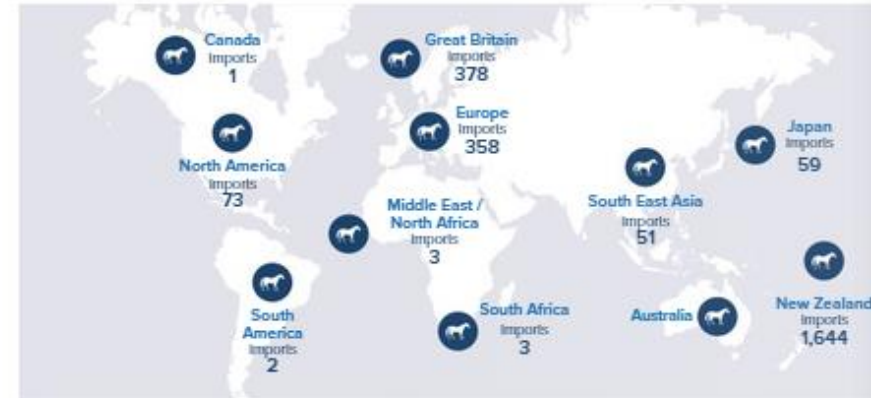 Canada
Imports
1
Great Britain
Imports
378
Europe
Imports
358
Japan
Imports
59
North America
Imports
73
Middle East /
North Africa
Imports
3
South East Asia
Imports
51
South
America
Imports
2
South Africa
Imports
3
Australia
New Zealand
Imports
1,644